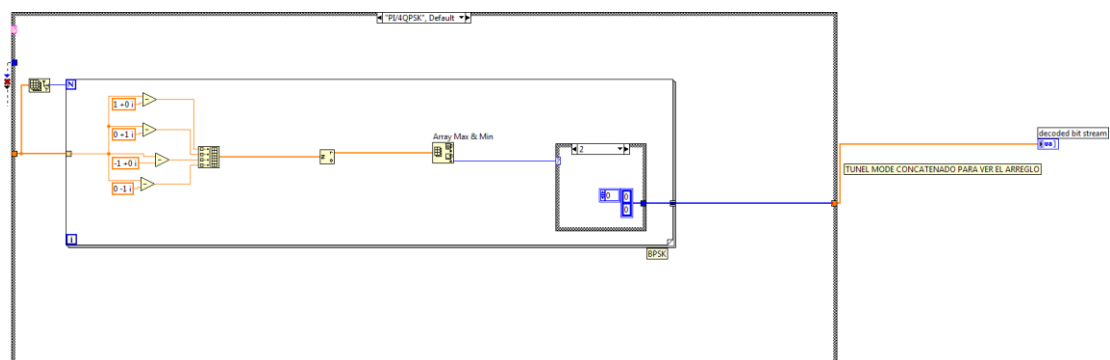 "PI/4QPSK", Default
N
1 +0 i
0 +1 i
-1 +0 i
0 -1 i
Array Max & Min
2
?
0
0
0
i
BPSK
decoded bit stream
U8
TUNEL MODE CONCATENADO PARA VER EL ARREGLO